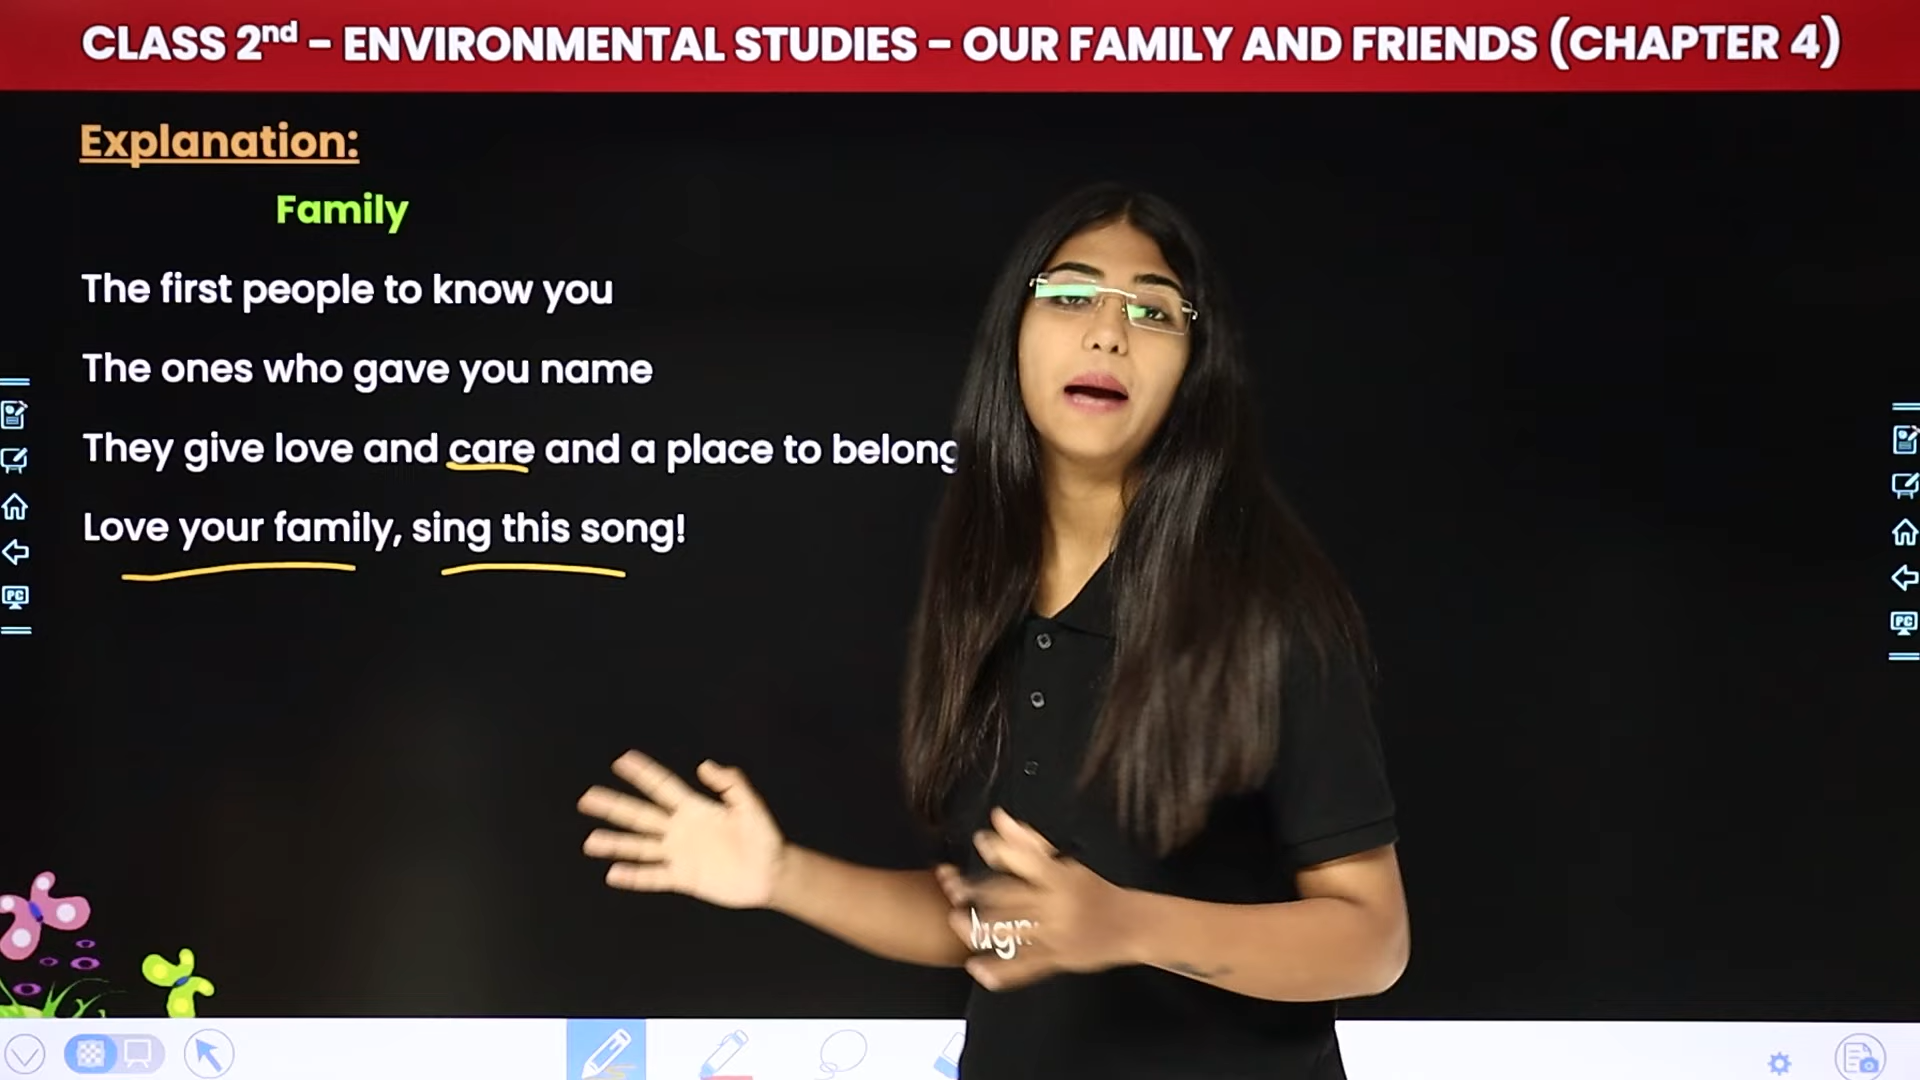 CLASS 2nd - ENVIRONMENTAL STUDIES - OUR FAMILY AND FRIENDS (CHAPTER 4)
Explanation:
Family
The first people to know you
The ones who gave you name
They give love and care and a place to belong
Love your family, sing this song!
PC
PC